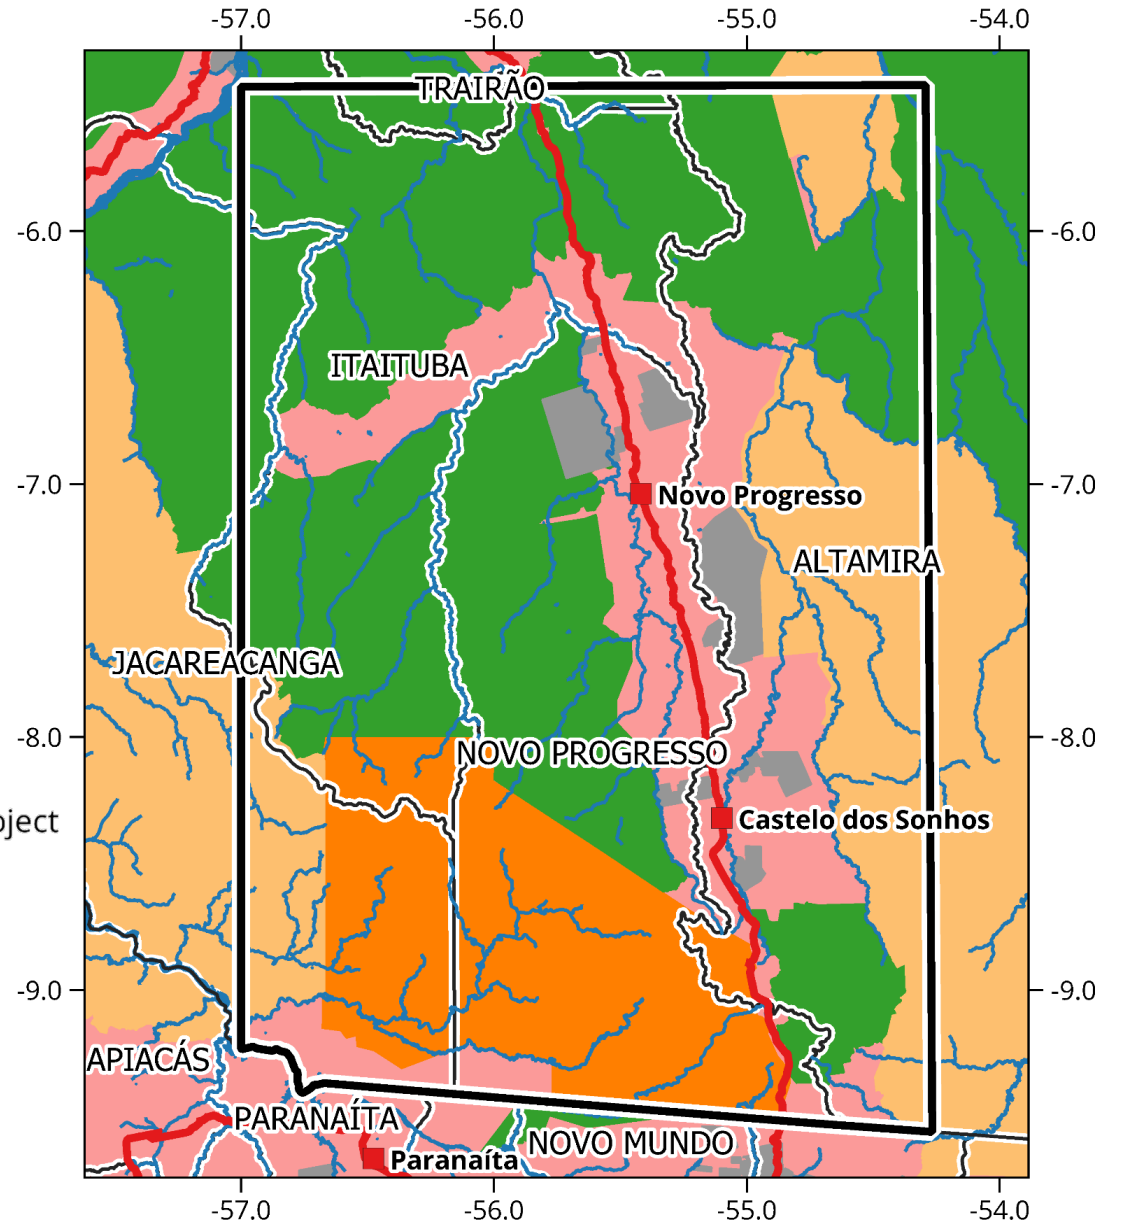 -57.0 -56.0 -55.0 -54.0
TRAIRÃO
-6.0 -6.0
ITAITUBA
-7.0 Novo Progresso -7.0
ALTAMIRA
JACAREACANGA
-8.0 NOVO PROGRESSO -8.0
oject Castelo dos Sonhos
-9.0 -9.0
APIACÁS
PARANAÍTA
NOVO MUNDO
Paranaíta
-57.0 -56.0 -55.0 -54.0